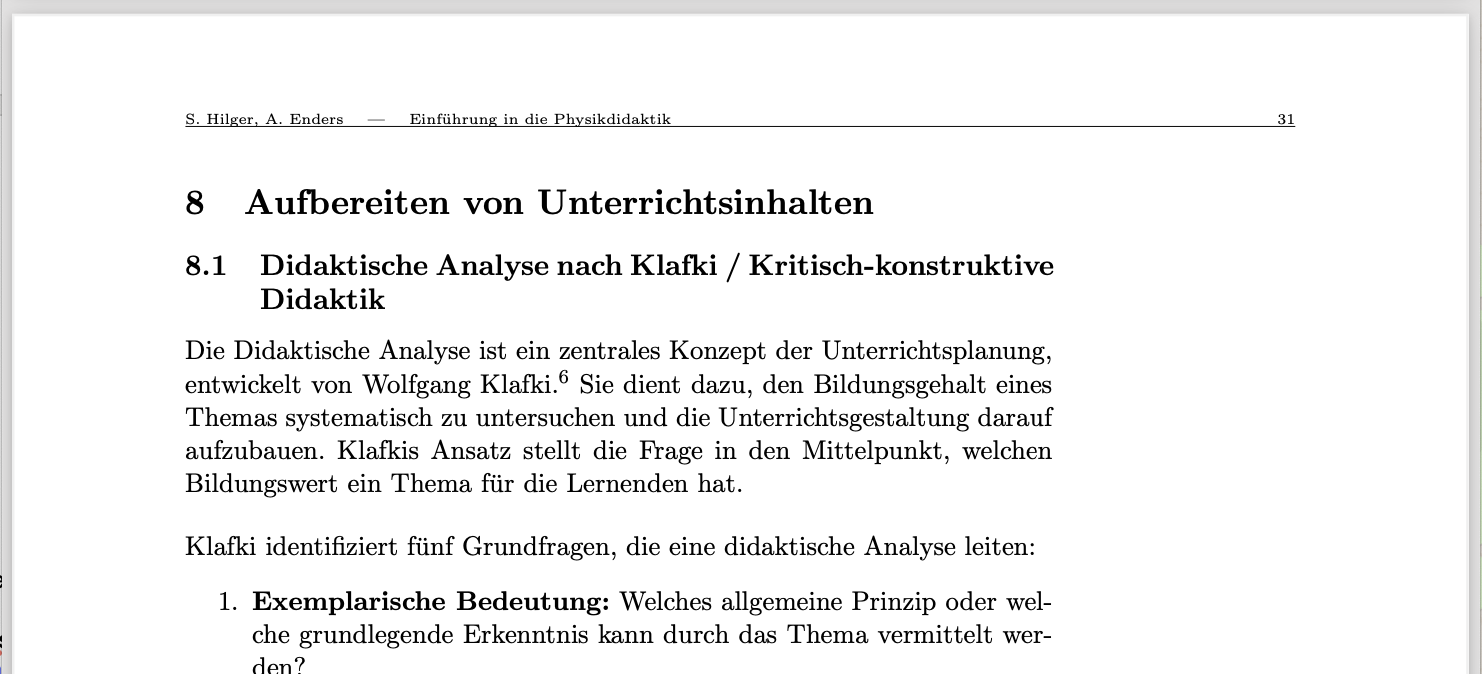 S. Hilger, A. Enders — Einführung in die Physikdidaktik 31
8 Aufbereiten von Unterrichtsinhalten
8.1 Didaktische Analyse nach Klafki / Kritisch-konstruktive
Didaktik
Die Didaktische Analyse ist ein zentrales Konzept der Unterrichtsplanung,
entwickelt von Wolfgang Klafki.⁶ Sie dient dazu, den Bildungsgehalt eines
Themas systematisch zu untersuchen und die Unterrichtsgestaltung darauf
aufzubauen. Klafkis Ansatz stellt die Frage in den Mittelpunkt, welchen
Bildungswert ein Thema für die Lernenden hat.
Klafki identifiziert fünf Grundfragen, die eine didaktische Analyse leiten:
1. Exemplarische Bedeutung: Welches allgemeine Prinzip oder wel-
che grundlegende Erkenntnis kann durch das Thema vermittelt wer-
den?